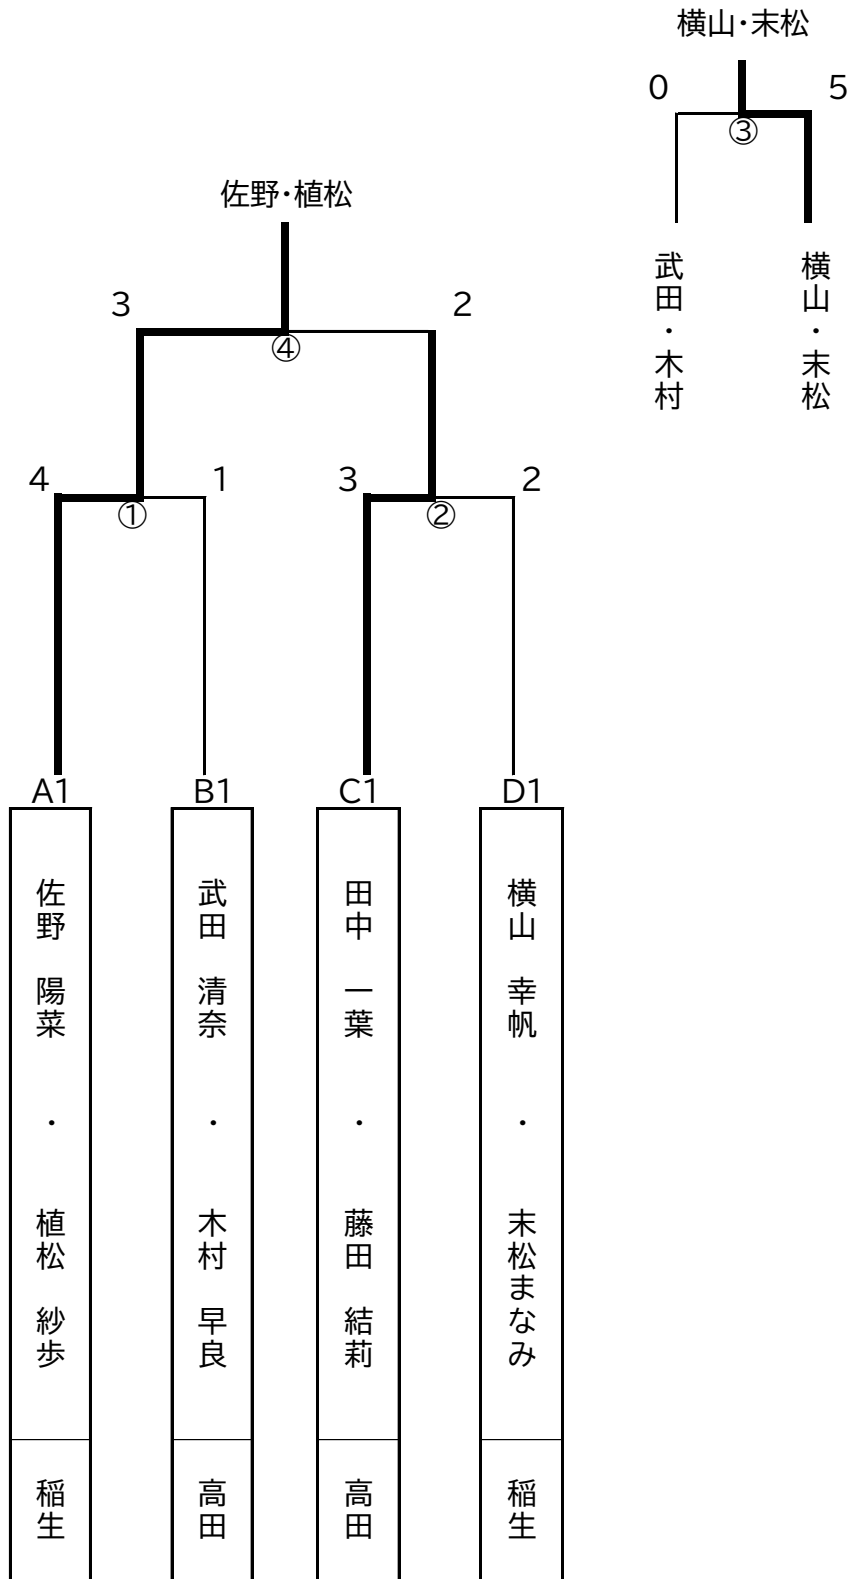 横山・末松
0 5
③
武田・木村
横山・末松
佐野・植松
3 2
④
4 1
①
3 2
②
A1
B1
C1
D1
佐野 陽菜 ・ 植松 紗歩
稲生
武田 清奈 ・ 木村 早良
高田
田中 一葉 ・ 藤田 結莉
高田
横山 幸帆 ・ 末松まなみ
稲生